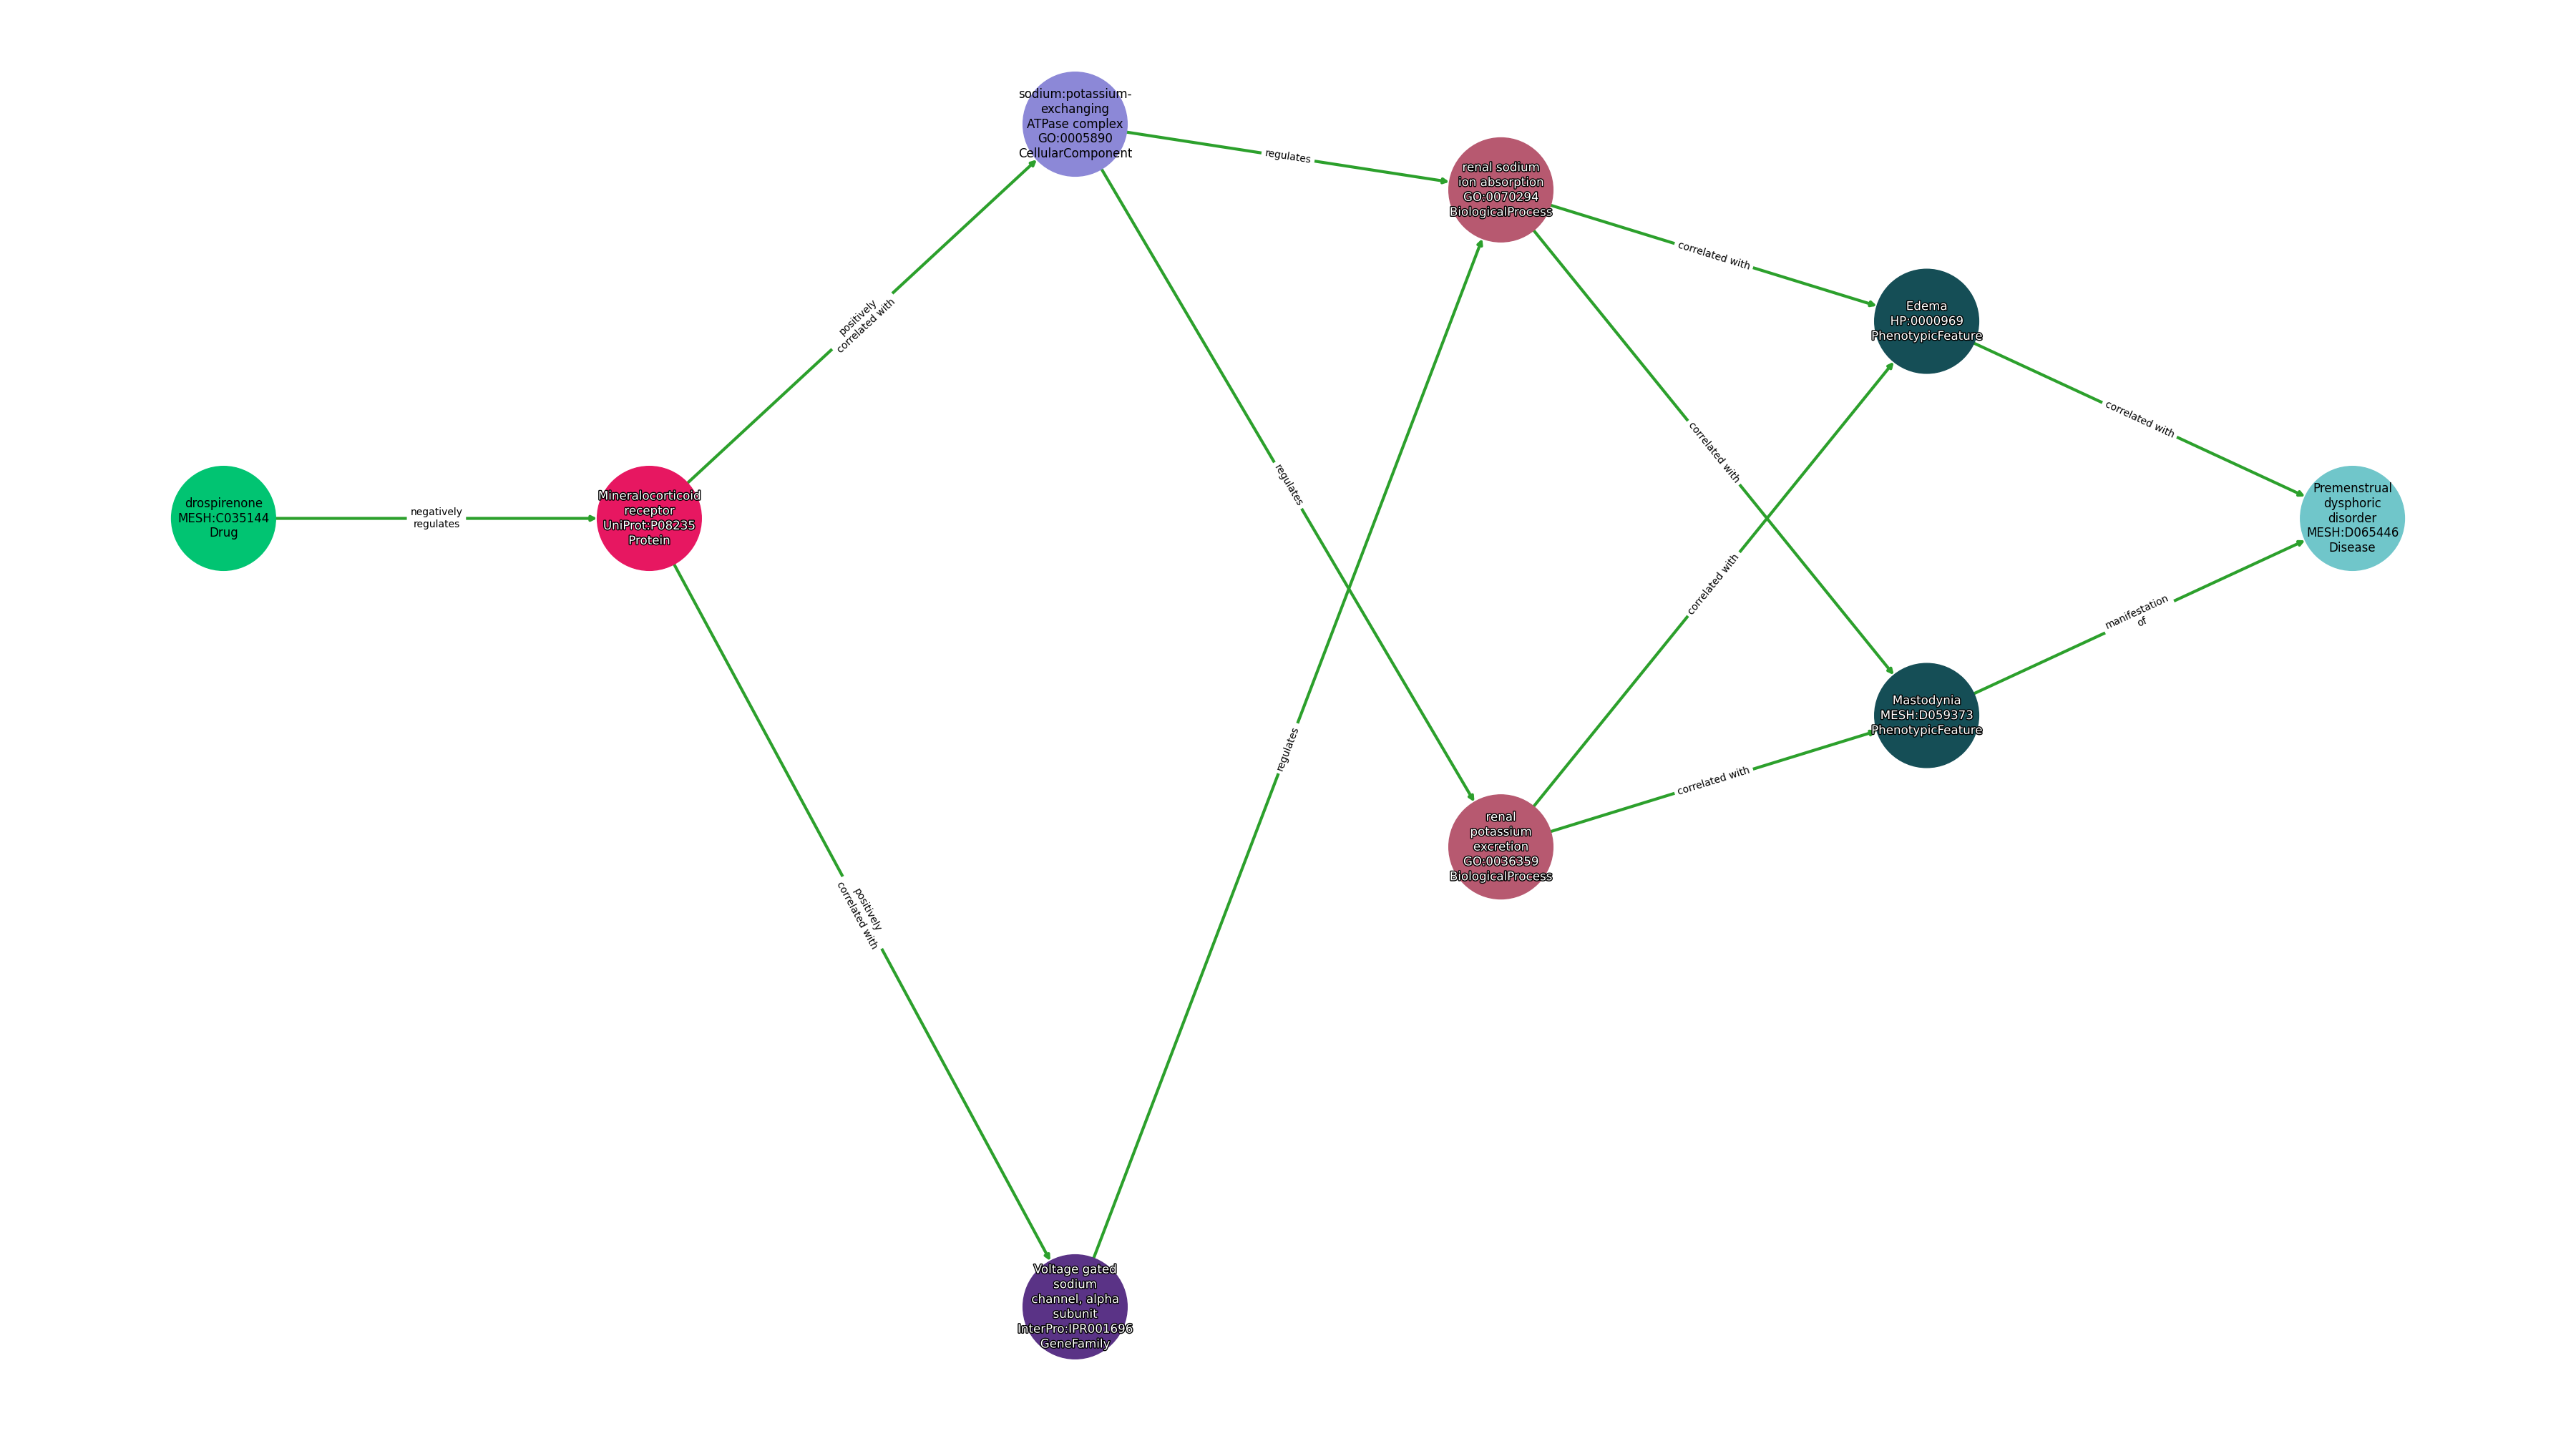 drospirenone
MESH:C035144
Drug
negatively
regulates
Mineralocorticoid
receptor
UniProt:P08235
Protein
positively
correlated with
positively
correlated with
sodium:potassium-
exchanging
ATPase complex
GO:0005890
CellularComponent
Voltage gated
sodium
channel, alpha
subunit
InterPro:IPR001696
GeneFamily
regulates
regulates
regulates
renal sodium
ion absorption
GO:0070294
BiologicalProcess
renal
potassium
excretion
GO:0036359
BiologicalProcess
correlated with
correlated with
correlated with
correlated with
Edema
HP:0000969
PhenotypicFeature
Mastodynia
MESH:D059373
PhenotypicFeature
correlated with
manifestation
of
Premenstrual
dysphoric
disorder
MESH:D065446
Disease